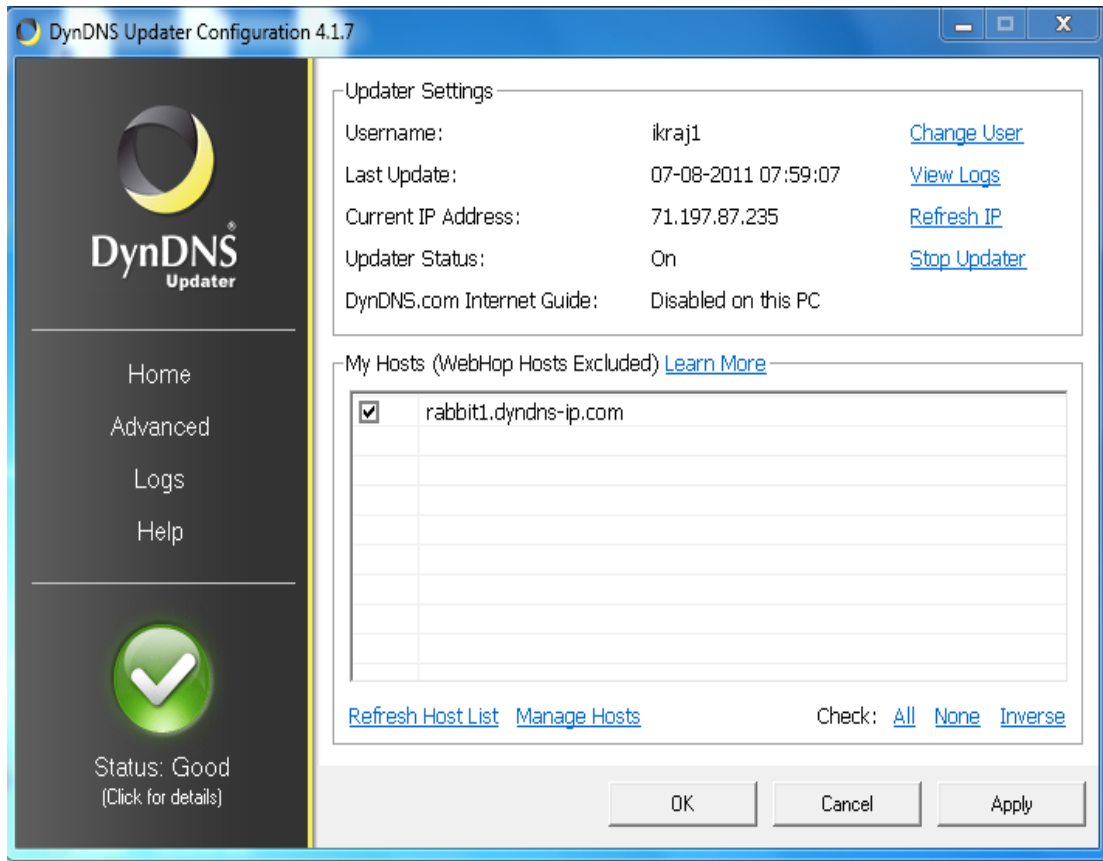 DynDNS Updater Configuration 4.1.7
X
DynDNS®
Updater
Home
Advanced
Logs
Help
Status: Good
(Click for details)
Updater Settings
Username: ikraj1 Change User
Last Update: 07-08-2011 07:59:07 View Logs
Current IP Address: 71.197.87.235 Refresh IP
Updater Status: On Stop Updater
DynDNS.com Internet Guide: Disabled on this PC
My Hosts (WebHop Hosts Excluded) Learn More
rabbit1.dyndns-ip.com
Refresh Host List Manage Hosts Check: All None Inverse
OK Cancel Apply